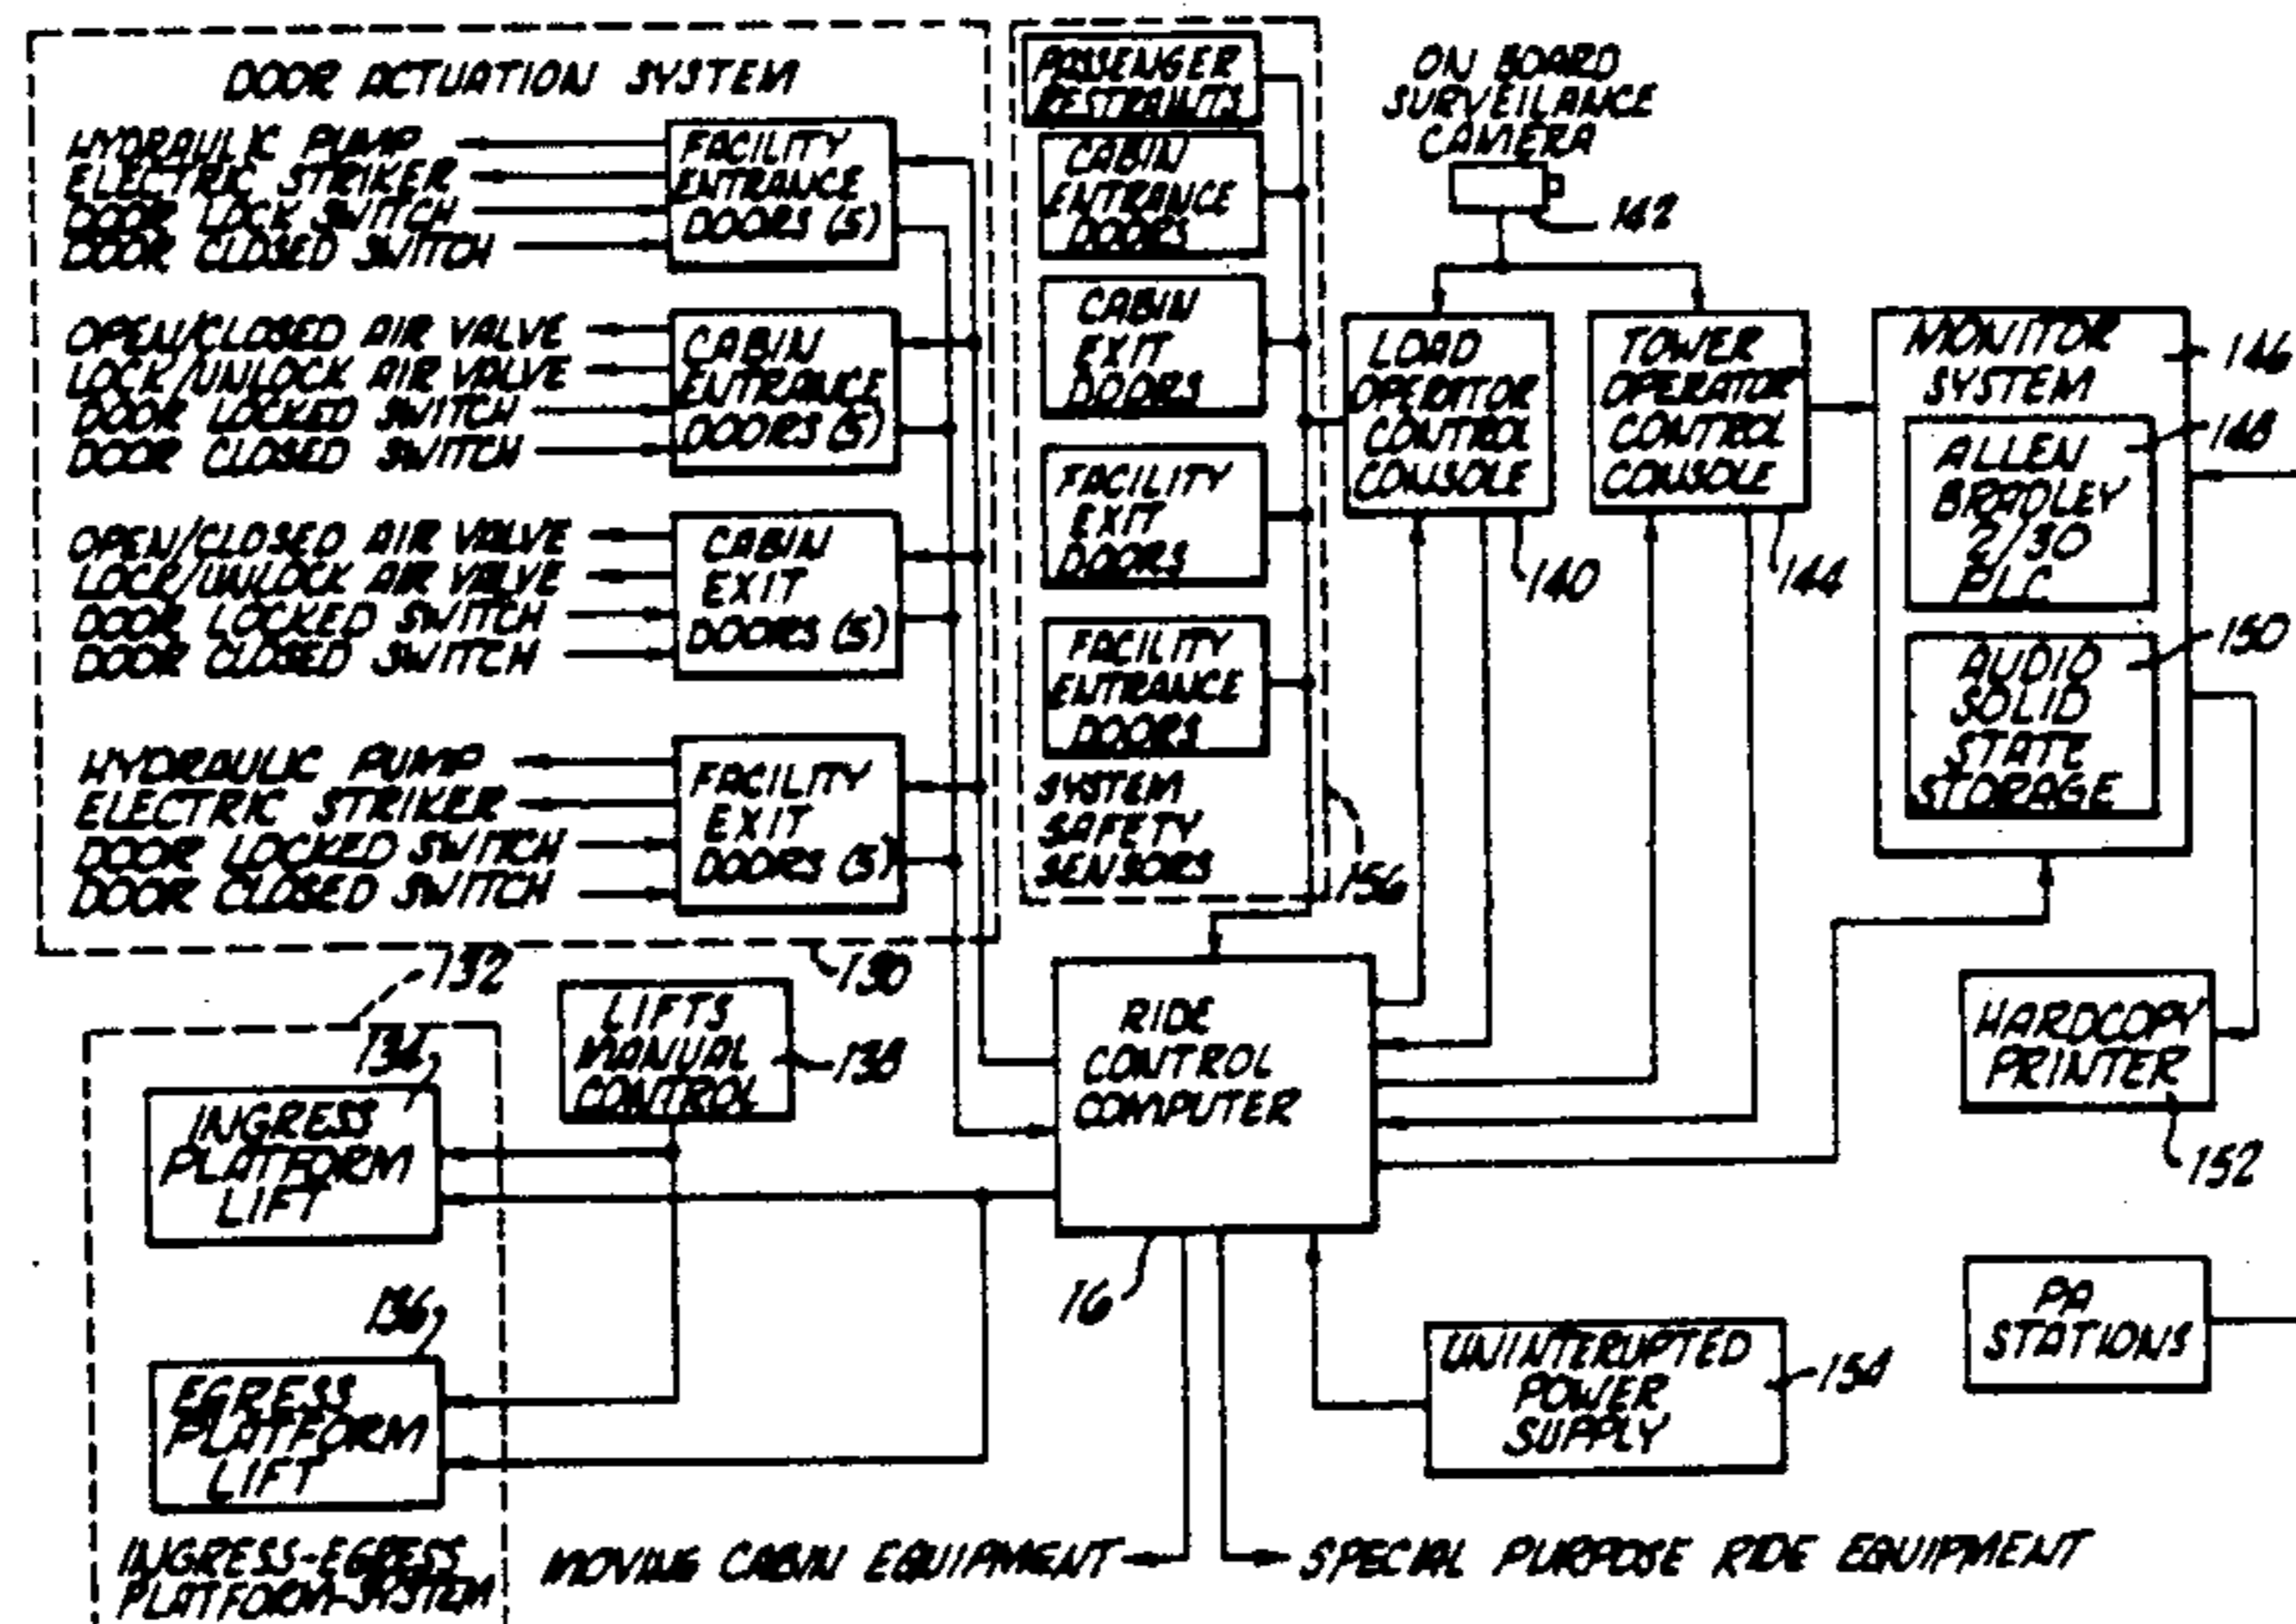 DOOR ACTUATION SYSTEM
HYDRAULIC PUMP
ELECTRIC STRIKER
DOOR LOCK SWITCH
DOOR CLOSED SWITCH
FACILITY
ENTRANCE
DOORS (5)
OPEN/CLOSED AIR VALVE
LOCK/UNLOCK AIR VALVE
DOOR LOCKED SWITCH
DOOR CLOSED SWITCH
CABIN
ENTRANCE
DOORS (5)
OPEN/CLOSED AIR VALVE
LOCK/UNLOCK AIR VALVE
DOOR LOCKED SWITCH
DOOR CLOSED SWITCH
CABIN
EXIT
DOORS (5)
HYDRAULIC PUMP
ELECTRIC STRIKER
DOOR LOCKED SWITCH
DOOR CLOSED SWITCH
FACILITY
EXIT
DOORS (5)
130
PASSENGER
RESTRAINTS
CABIN
ENTRANCE
DOORS
CABIN
EXIT
DOORS
FACILITY
EXIT
DOORS
FACILITY
ENTRANCE
DOORS
SYSTEM
SAFETY
SENSORS
156
ON BOARD
SURVEILANCE
CAMERA
142
LOAD
OPERATOR
CONTROL
CONSOLE
140
TOWER
OPERATOR
CONTROL
CONSOLE
144
MONITOR
SYSTEM
146
ALLEN
BRADLEY
2/30
PLC
148
AUDIO
SOLID
STATE
STORAGE
150
HARDCOPY
PRINTER
152
PA
STATIONS
132
134
INGRESS
PLATFORM
LIFT
136
EGRESS
PLATFORM
LIFT
INGRESS-EGRESS
PLATFORM-SYSTEM
LIFTS
MANUAL
CONTROL
138
RIDE
CONTROL
COMPUTER
16
UNINTERUPTED
POWER
SUPPLY
154
MOVING CABIN EQUIPMENT
SPECIAL PURPOSE RIDE EQUIPMENT